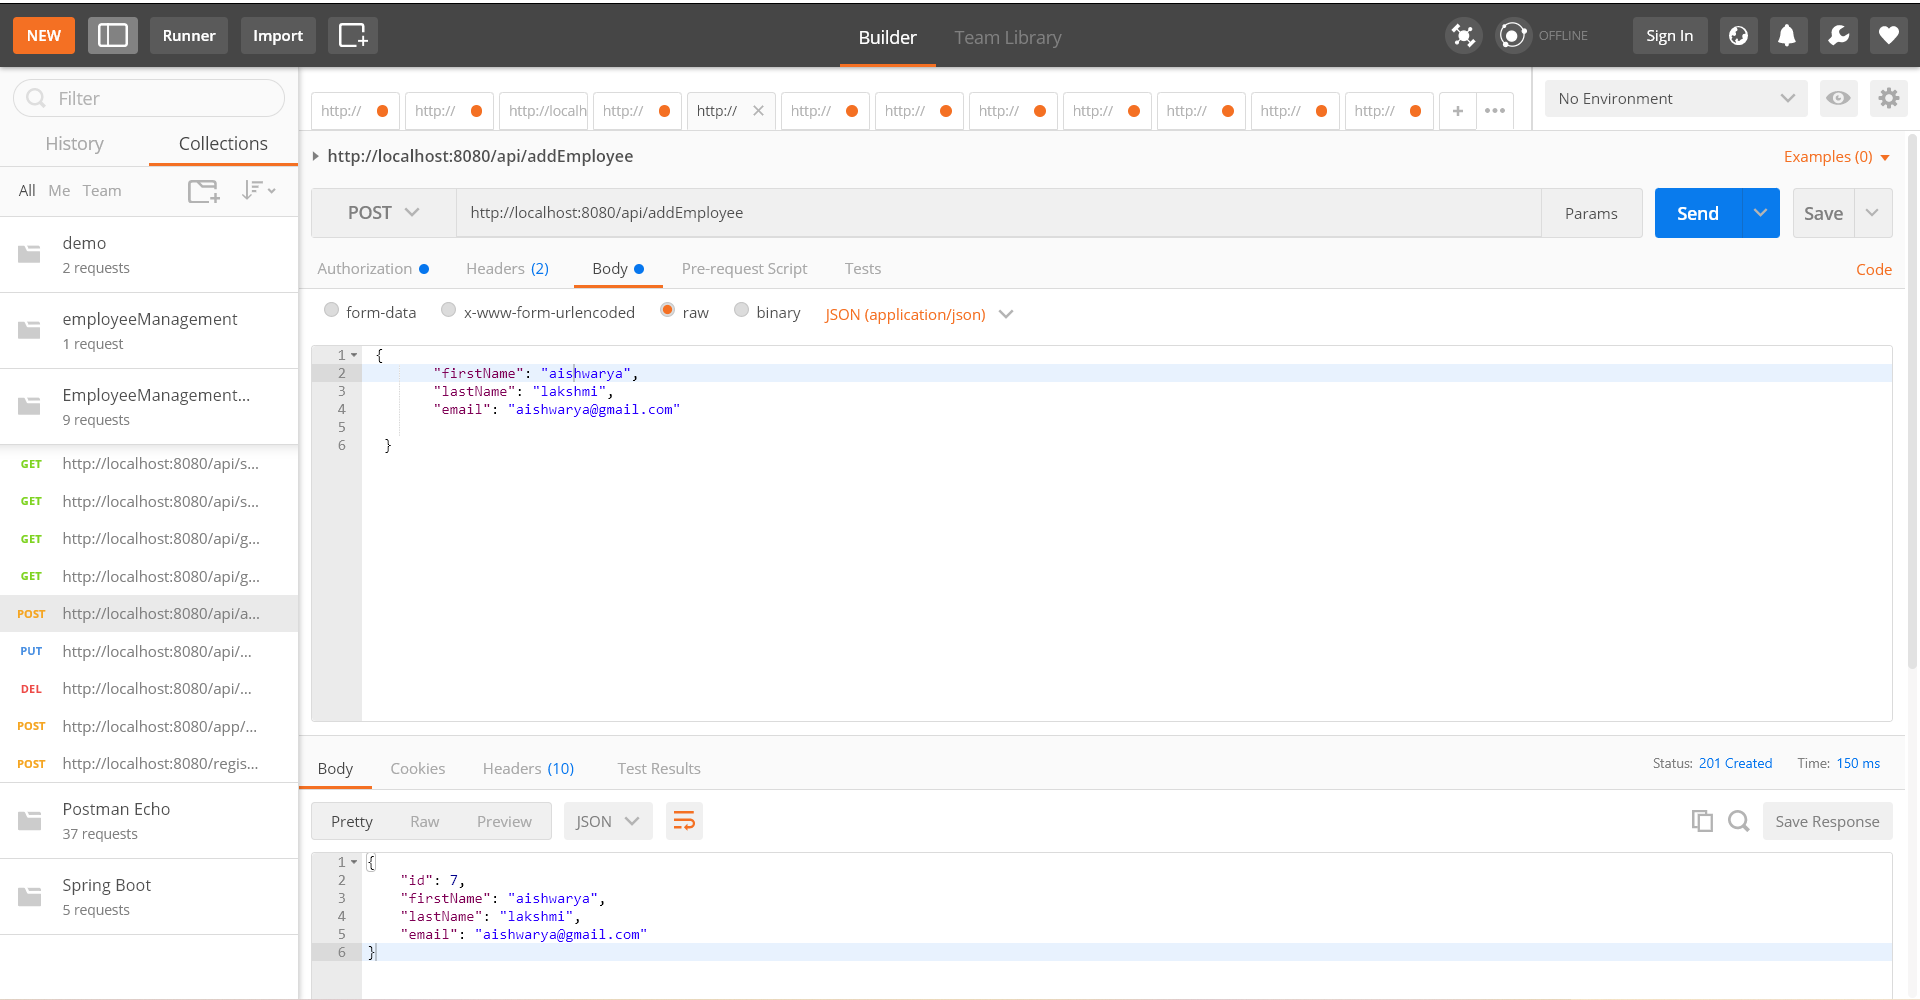 NEW Runner Import Builder Team Library OFFLINE Sign In
Filter
History Collections
All Me Team
demo
2 requests
employeeManagement
1 request
EmployeeManagement...
9 requests
GET http://localhost:8080/api/s...
GET http://localhost:8080/api/s...
GET http://localhost:8080/api/g...
GET http://localhost:8080/api/g...
POST http://localhost:8080/api/a...
PUT http://localhost:8080/api/...
DEL http://localhost:8080/api/...
POST http://localhost:8080/app/...
POST http://localhost:8080/regis...
Postman Echo
37 requests
Spring Boot
5 requests
http:// http:// http://localh http:// http:// http:// http:// http:// http:// http:// http:// http:// + ••• No Environment
http://localhost:8080/api/addEmployee Examples (0)
POST http://localhost:8080/api/addEmployee Params Send Save
Authorization Headers (2) Body Pre-request Script Tests Code
form-data x-www-form-urlencoded raw binary JSON (application/json)
1 {
2 "firstName": "aishwarya",
3 "lastName": "lakshmi",
4 "email": "aishwarya@gmail.com"
5
6 }
Body Cookies Headers (10) Test Results Status: 201 Created Time: 150 ms
Pretty Raw Preview JSON Save Response
1 {
2 "id": 7,
3 "firstName": "aishwarya",
4 "lastName": "lakshmi",
5 "email": "aishwarya@gmail.com"
6 }